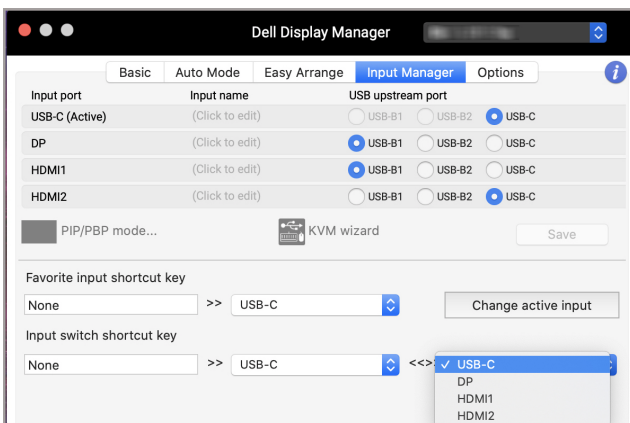 Dell Display Manager
Basic Auto Mode Easy Arrange Input Manager Options i
Input port Input name USB upstream port
USB-C (Active) (Click to edit) USB-B1 USB-B2 USB-C
DP (Click to edit) USB-B1 USB-B2 USB-C
HDMI1 (Click to edit) USB-B1 USB-B2 USB-C
HDMI2 (Click to edit) USB-B1 USB-B2 USB-C
PIP/PBP mode... KVM wizard Save
Favorite input shortcut key
None >> USB-C Change active input
Input switch shortcut key
None >> USB-C <<>> ✓ USB-C
DP
HDMI1
HDMI2